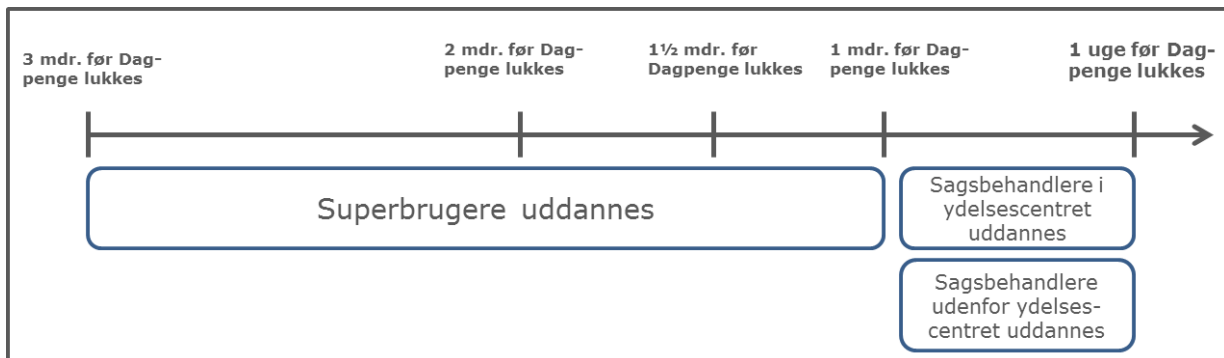 3 mdr. før Dag-
penge lukkes
2 mdr. før Dag-
penge lukkes
1½ mdr. før
Dagpenge lukkes
1 mdr. før Dag-
penge lukkes
1 uge før Dag-
penge lukkes
Superbrugere uddannes
Sagsbehandlere i
ydelsescentret
uddannes
Sagsbehandlere
udenfor ydelses-
centret uddannes